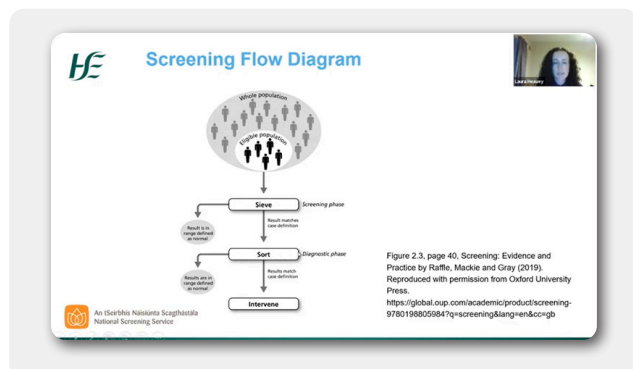 HSE
Screening Flow Diagram
Whole population
Eligible population
Sieve
Screening phase
Result is in
range defined
as normal
Result matches
case definition
Sort
Diagnostic phase
Results are in
range defined
as normal
Results match
case definition
Intervene
Figure 2.3, page 40, Screening: Evidence and
Practice by Raffle, Mackie and Gray (2019).
Reproduced with permission from Oxford University
Press.
https://global.oup.com/academic/product/screening-
9780198805984?q=screening&lang=en&cc=gb
An tSeirbhís Náisiúnta Scagthástála
National Screening Service